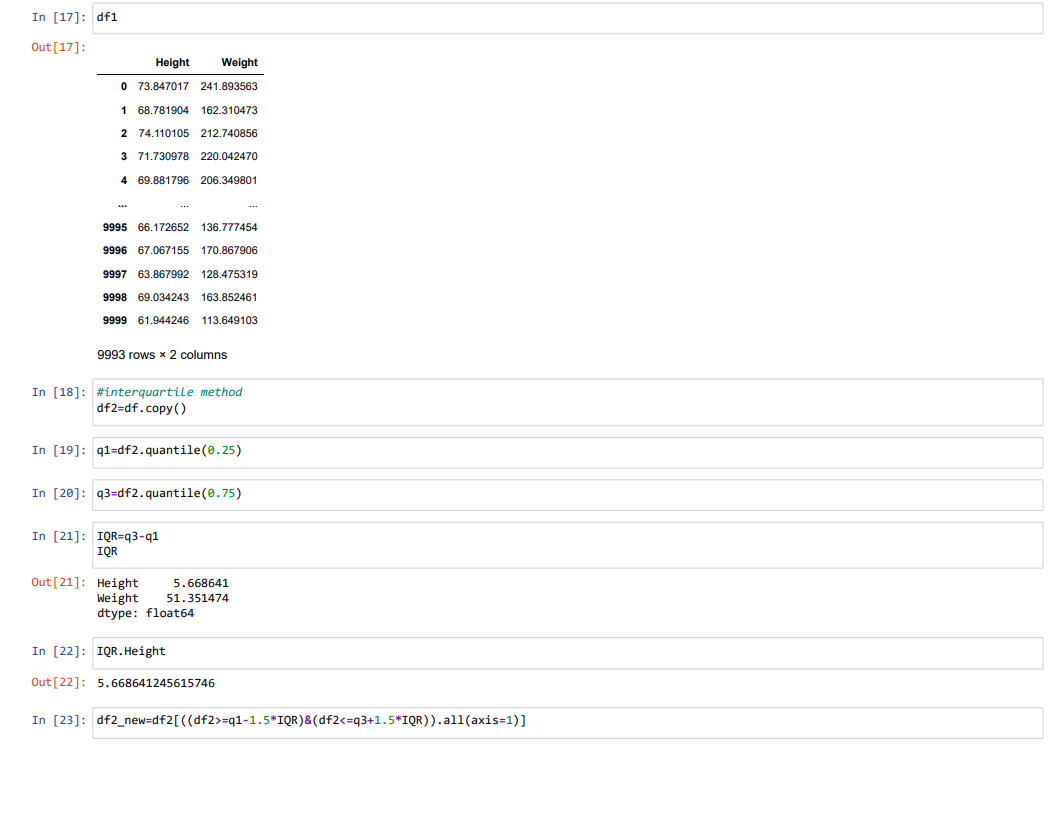 In [17]: df1
Out[17]:
Height Weight
0 73.847017 241.893563
1 68.781904 162.310473
2 74.110105 212.740856
3 71.730978 220.042470
4 69.881796 206.349801
... ... ...
9995 66.172652 136.777454
9996 67.067155 170.867906
9997 63.867992 128.475319
9998 69.034243 163.852461
9999 61.944246 113.649103
9993 rows × 2 columns
In [18]: #interquartile method
df2=df.copy()
In [19]: q1=df2.quantile(0.25)
In [20]: q3=df2.quantile(0.75)
In [21]: IQR=q3-q1
IQR
Out[21]: Height 5.668641
Weight 51.351474
dtype: float64
In [22]: IQR.Height
Out[22]: 5.668641245615746
In [23]: df2_new=df2[((df2>=q1-1.5*IQR)&(df2<=q3+1.5*IQR)).all(axis=1)]